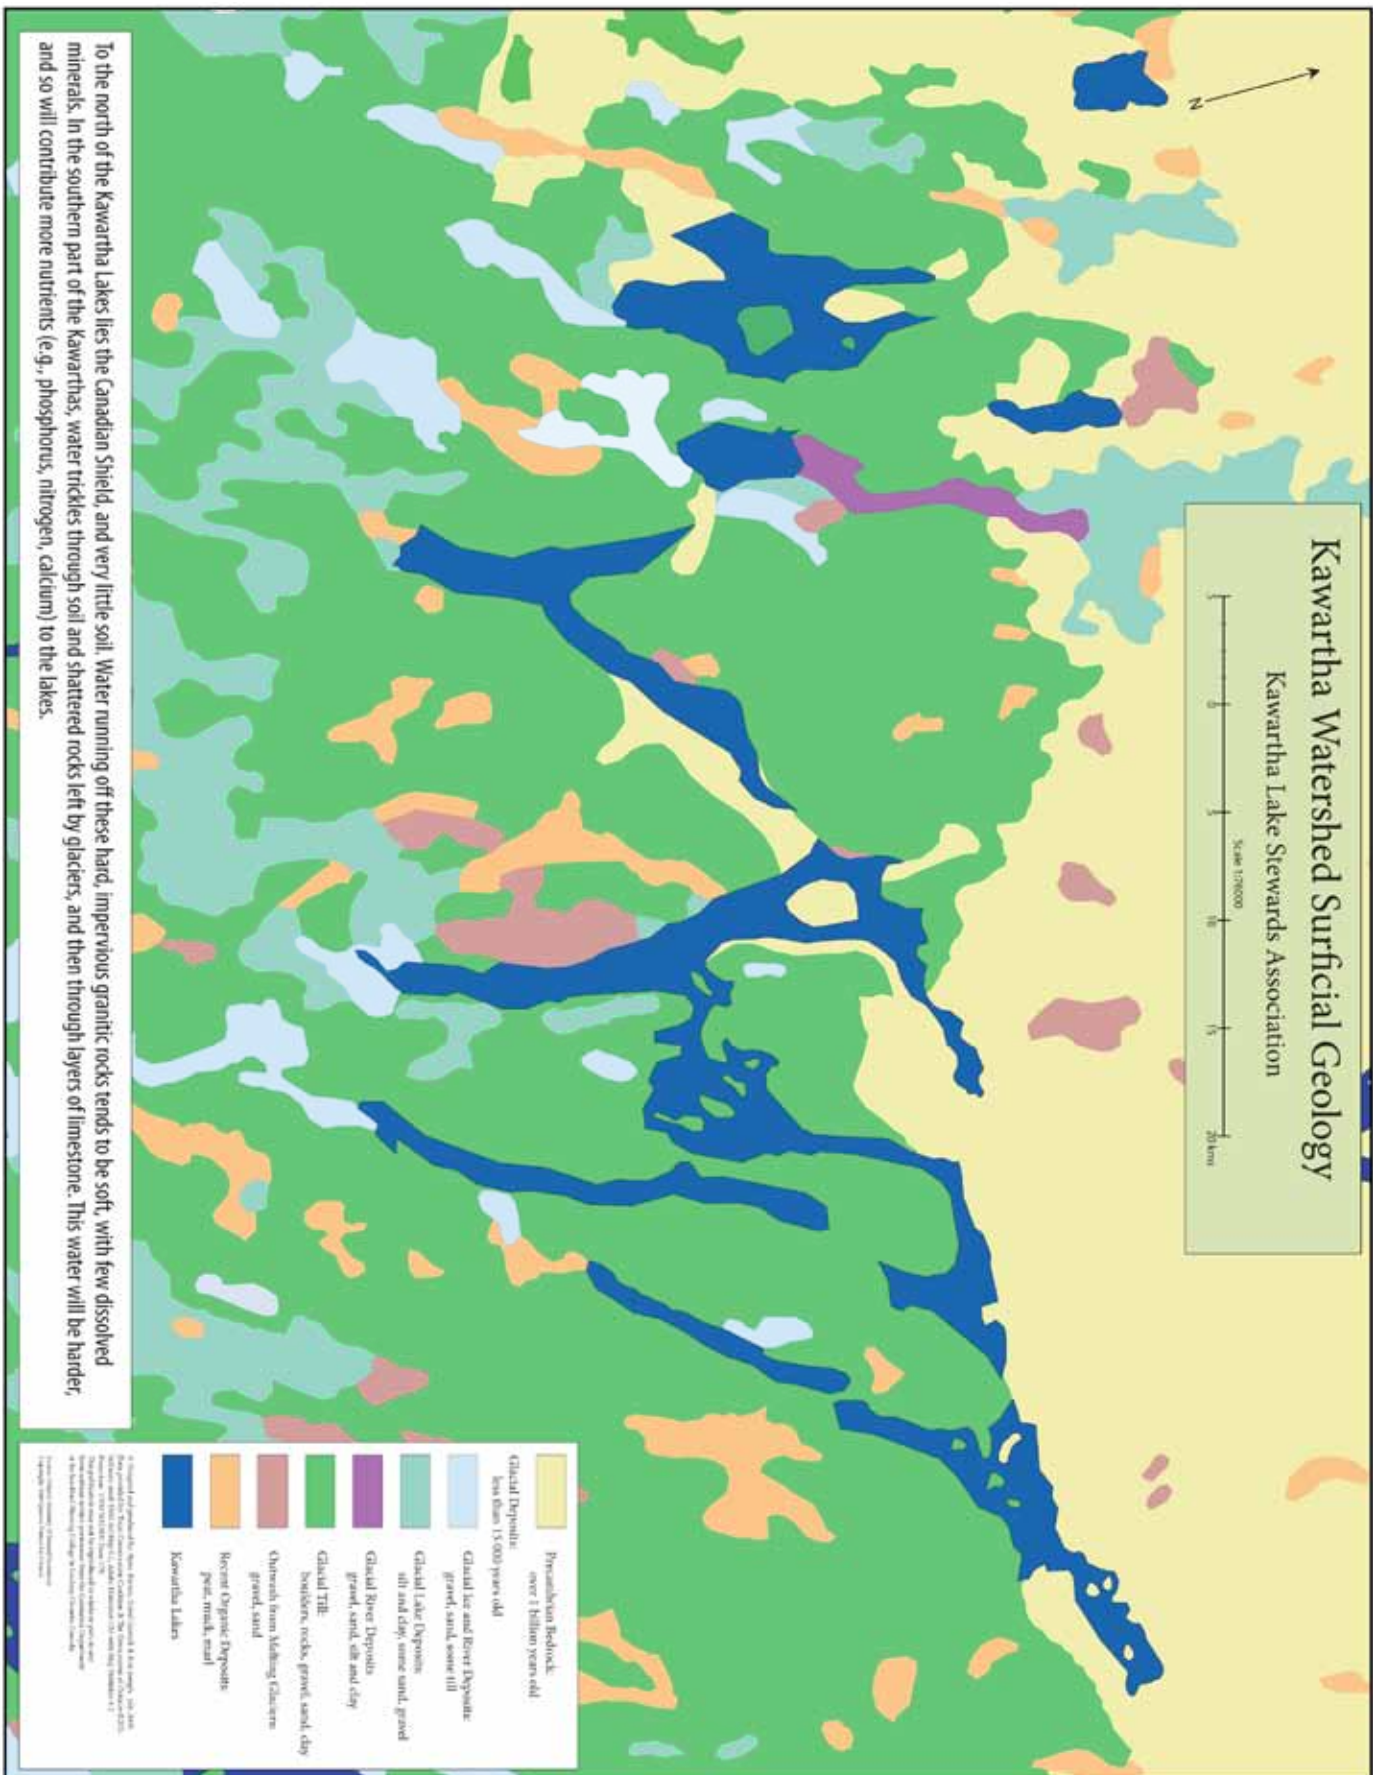 Kawartha Watershed Surficial Geology
Kawartha Lake Stewards Association
5 0 5 10 15 20 kms
Scale 1:76000
N
To the north of the Kawartha Lakes lies the Canadian Shield, and very little soil. Water running off these hard, impervious granitic rocks tends to be soft, with few dissolved
minerals. In the southern part of the Kawarthas, water trickles through soil and shattered rocks left by glaciers, and then through layers of limestone. This water will be harder,
and so will contribute more nutrients (e.g., phosphorus, nitrogen, calcium) to the lakes.
Precambrian Bedrock:
over 1 billion years old
Glacial Deposits:
less than 15 000 years old
Glacial Ice and River Deposits:
gravel, sand, some till
Glacial Lake Deposits:
silt and clay, some sand, gravel
Glacial River Deposits
gravel, sand, silt and clay
Glacial Till:
boulders, rocks, gravel, sand, clay
Outwash from Melting Glaciers:
gravel, sand
Recent Organic Deposits:
peat, muck, marl
Kawartha Lakes